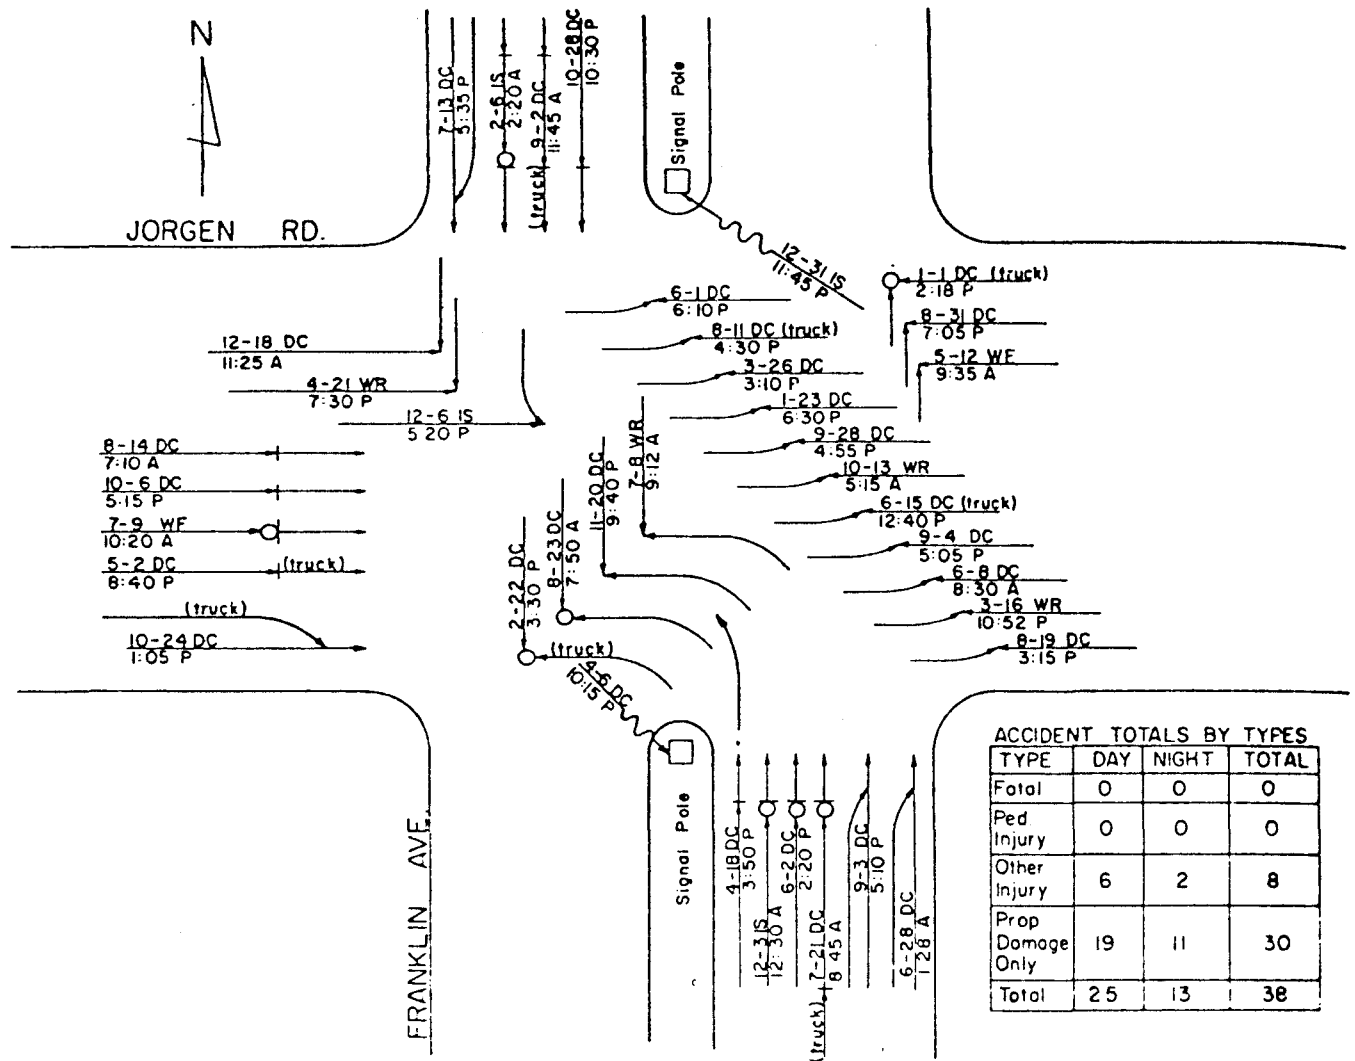 N
JORGEN RD.
7-13 DC
5:35 P
2-6 IS
2:20 A
9-2 DC
11:45 A
(truck)
10-28 DC
10:30 P
Signal Pole
12-31 IS
11:45 P
1-1 DC (truck)
2:18 P
8-31 DC
7:05 P
5-12 WF
9:35 A
6-1 DC
6:10 P
8-11 DC (truck)
4:30 P
3-26 DC
3:10 P
1-23 DC
6:30 P
9-28 DC
4:55 P
10-13 WR
5:15 A
6-15 DC (truck)
12:40 P
9-4 DC
5:05 P
6-8 DC
8:30 A
3-16 WR
10:52 P
8-19 DC
3:15 P
12-18 DC
11:25 A
4-21 WR
7:30 P
12-6 IS
5 20 P
8-14 DC
7:10 A
10-6 DC
5:15 P
7-9 WF
10:20 A
5-2 DC (truck)
8:40 P
(truck)
10-24 DC
1:05 P
7-8 WR
9:12 A
11-20 DC
9:40 P
8-23 DC
7:50 A
2-22 DC
3:30 P
(truck)
4-6 DC
10:15 P
Signal Pole
FRANKLIN AVE.
4-18 DC
3:50 P
12-3 IS
12:30 A
6-2 DC
2:20 P
7-21 DC
8 45 A
(truck)
9-3 DC
5:10 P
6-28 DC
1 28 A
ACCIDENT TOTALS BY TYPES
TYPE DAY NIGHT TOTAL
Fatal 0 0 0
Ped
Injury 0 0 0
Other
Injury 6 2 8
Prop
Damage
Only 19 11 30
Total 25 13 38